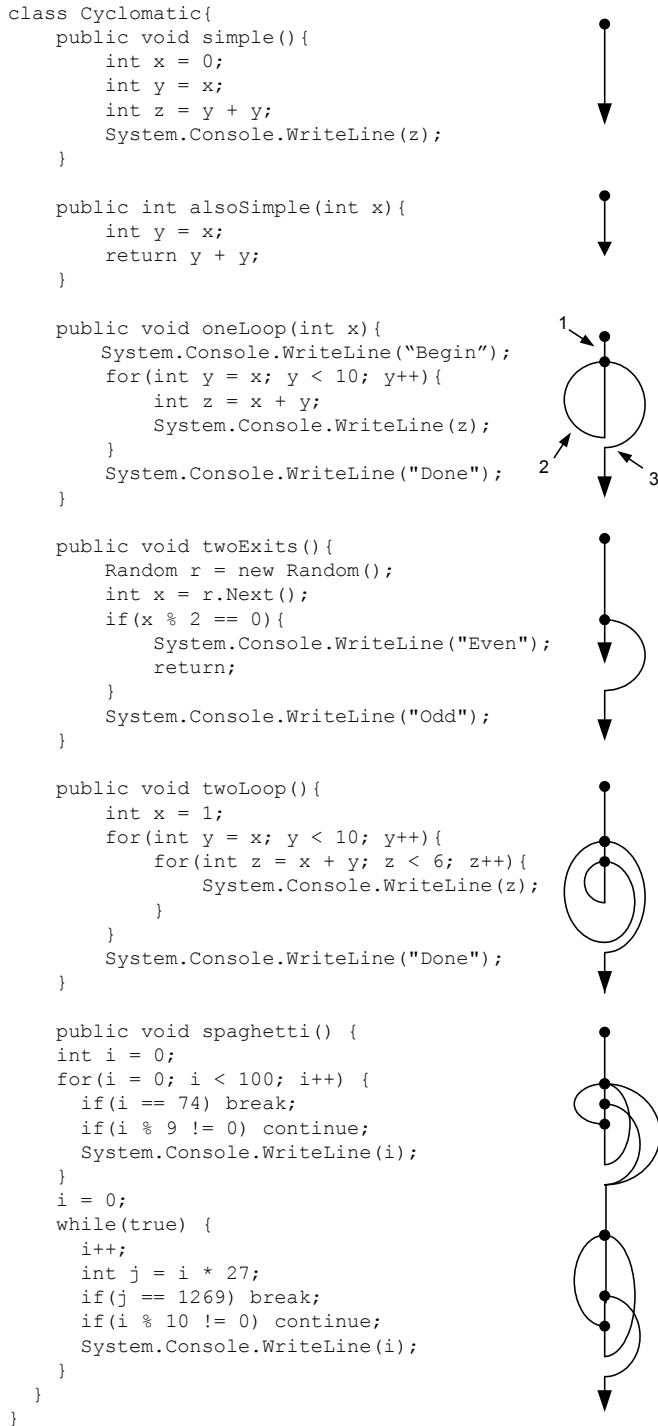 class Cyclomatic{
    public void simple(){
        int x = 0;
        int y = x;
        int z = y + y;
        System.Console.WriteLine(z);
    }

    public int alsoSimple(int x){
        int y = x;
        return y + y;
    }

    public void oneLoop(int x){
        System.Console.WriteLine(“Begin”);
        for(int y = x; y < 10; y++){
            int z = x + y;
            System.Console.WriteLine(z);
        }
        System.Console.WriteLine("Done");
    }
1
2
3

    public void twoExits(){
        Random r = new Random();
        int x = r.Next();
        if(x % 2 == 0){
            System.Console.WriteLine("Even");
            return;
        }
        System.Console.WriteLine("Odd");
    }

    public void twoLoop(){
        int x = 1;
        for(int y = x; y < 10; y++){
            for(int z = x + y; z < 6; z++){
                System.Console.WriteLine(z);
            }
        }
        System.Console.WriteLine("Done");
    }

    public void spaghetti() {
    int i = 0;
    for(i = 0; i < 100; i++) {
      if(i == 74) break;
      if(i % 9 != 0) continue;
      System.Console.WriteLine(i);
    }
    i = 0;
    while(true) {
      i++;
      int j = i * 27;
      if(j == 1269) break;
      if(i % 10 != 0) continue;
      System.Console.WriteLine(i);
    }
  }
}